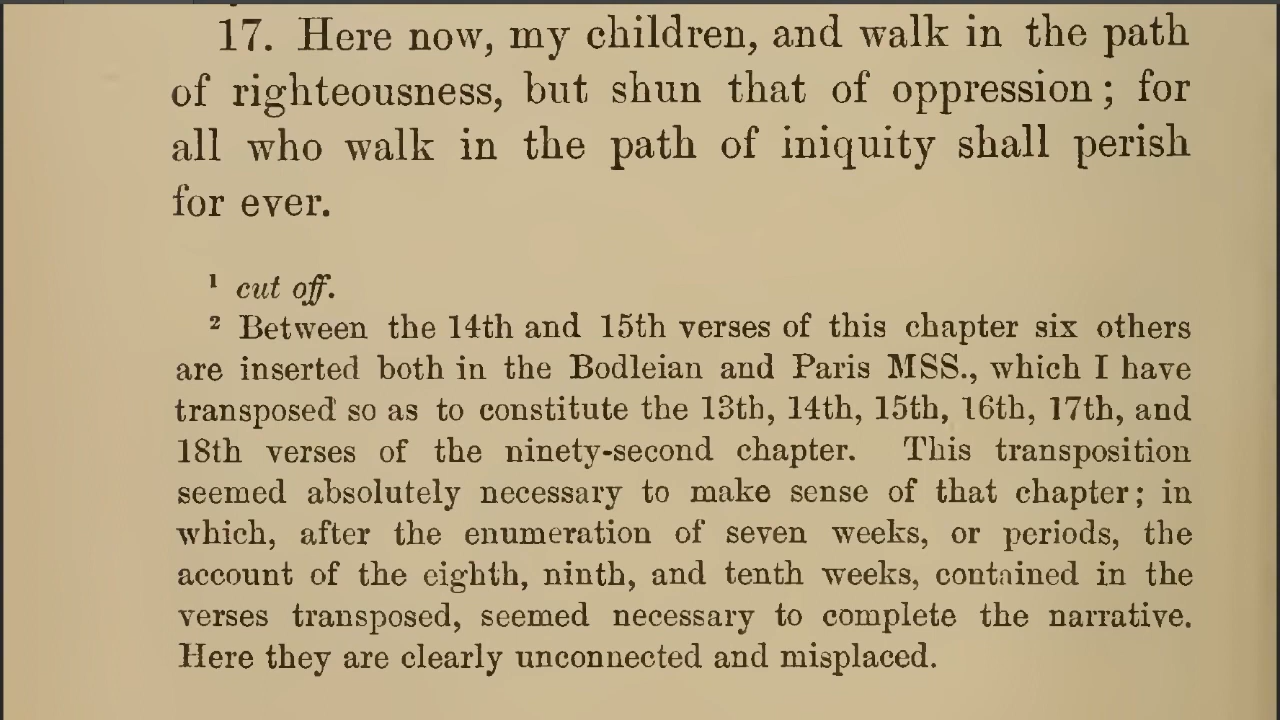 17. Here now, my children, and walk in the path
of righteousness, but shun that of oppression; for
all who walk in the path of iniquity shall perish
for ever.
¹ cut off.
² Between the 14th and 15th verses of this chapter six others
are inserted both in the Bodleian and Paris MSS., which I have
transposed so as to constitute the 13th, 14th, 15th, 16th, 17th, and
18th verses of the ninety-second chapter. This transposition
seemed absolutely necessary to make sense of that chapter; in
which, after the enumeration of seven weeks, or periods, the
account of the eighth, ninth, and tenth weeks, contained in the
verses transposed, seemed necessary to complete the narrative.
Here they are clearly unconnected and misplaced.